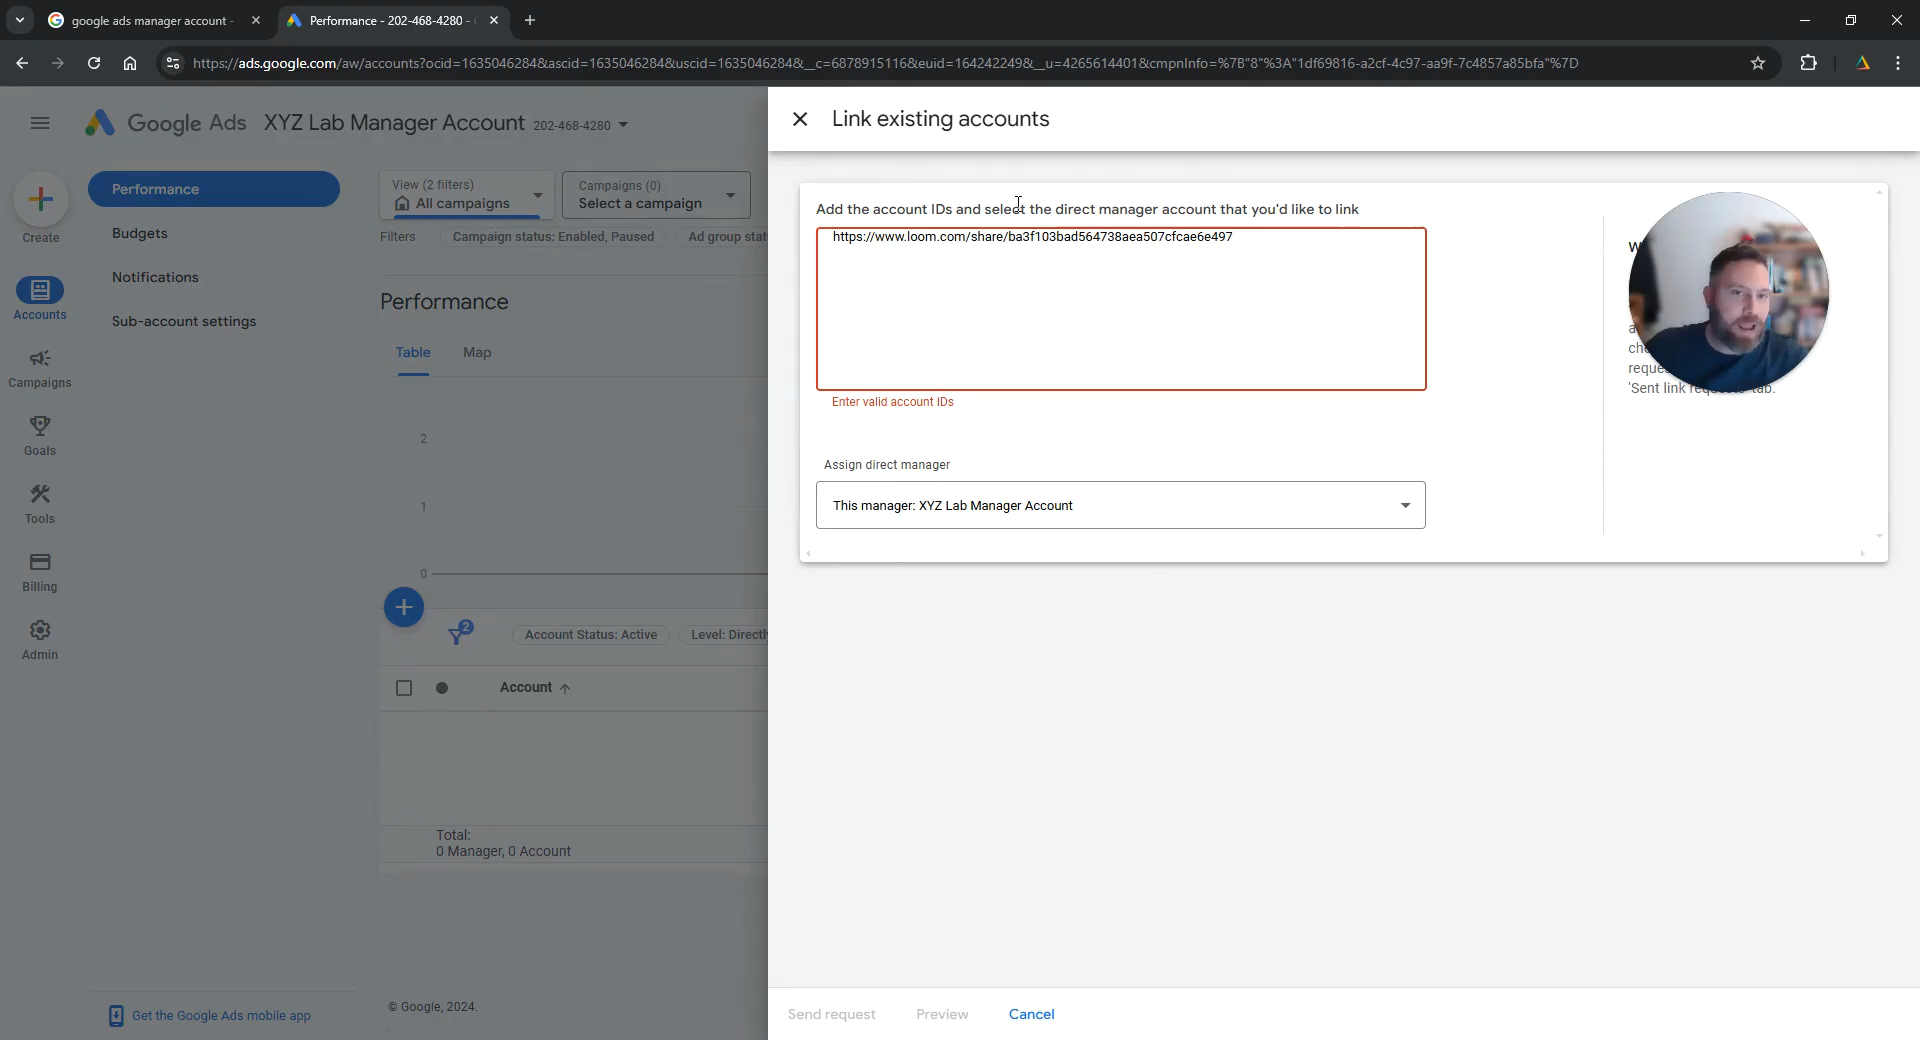 google ads manager account -
Performance - 202-468-4280 -
https://ads.google.com/aw/accounts?ocid=1635046284&ascid=1635046284&uscid=1635046284&__c=6878915116&euid=164242249&__u=4265614401&cmpnInfo=%7B"8"%3A"1df69816-a2cf-4c97-aa9f-7c4857a85bfa"%7D
Google Ads XYZ Lab Manager Account 202-468-4280
Link existing accounts
Create
Accounts
Campaigns
Goals
Tools
Billing
Admin
Performance
Budgets
Notifications
Sub-account settings
Get the Google Ads mobile app
View (2 filters)
All campaigns
Campaigns (0)
Select a campaign
Filters
Campaign status: Enabled, Paused
Ad group stat
Performance
Table
Map
2
1
0
2
Account Status: Active
Level: Directl
Account
Total:
0 Manager, 0 Account
© Google, 2024.
Add the account IDs and select the direct manager account that you'd like to link
https://www.loom.com/share/ba3f103bad564738aea507cfcae6e497
Enter valid account IDs
Assign direct manager
This manager: XYZ Lab Manager Account
'Sent link
tab.
Send request
Preview
Cancel